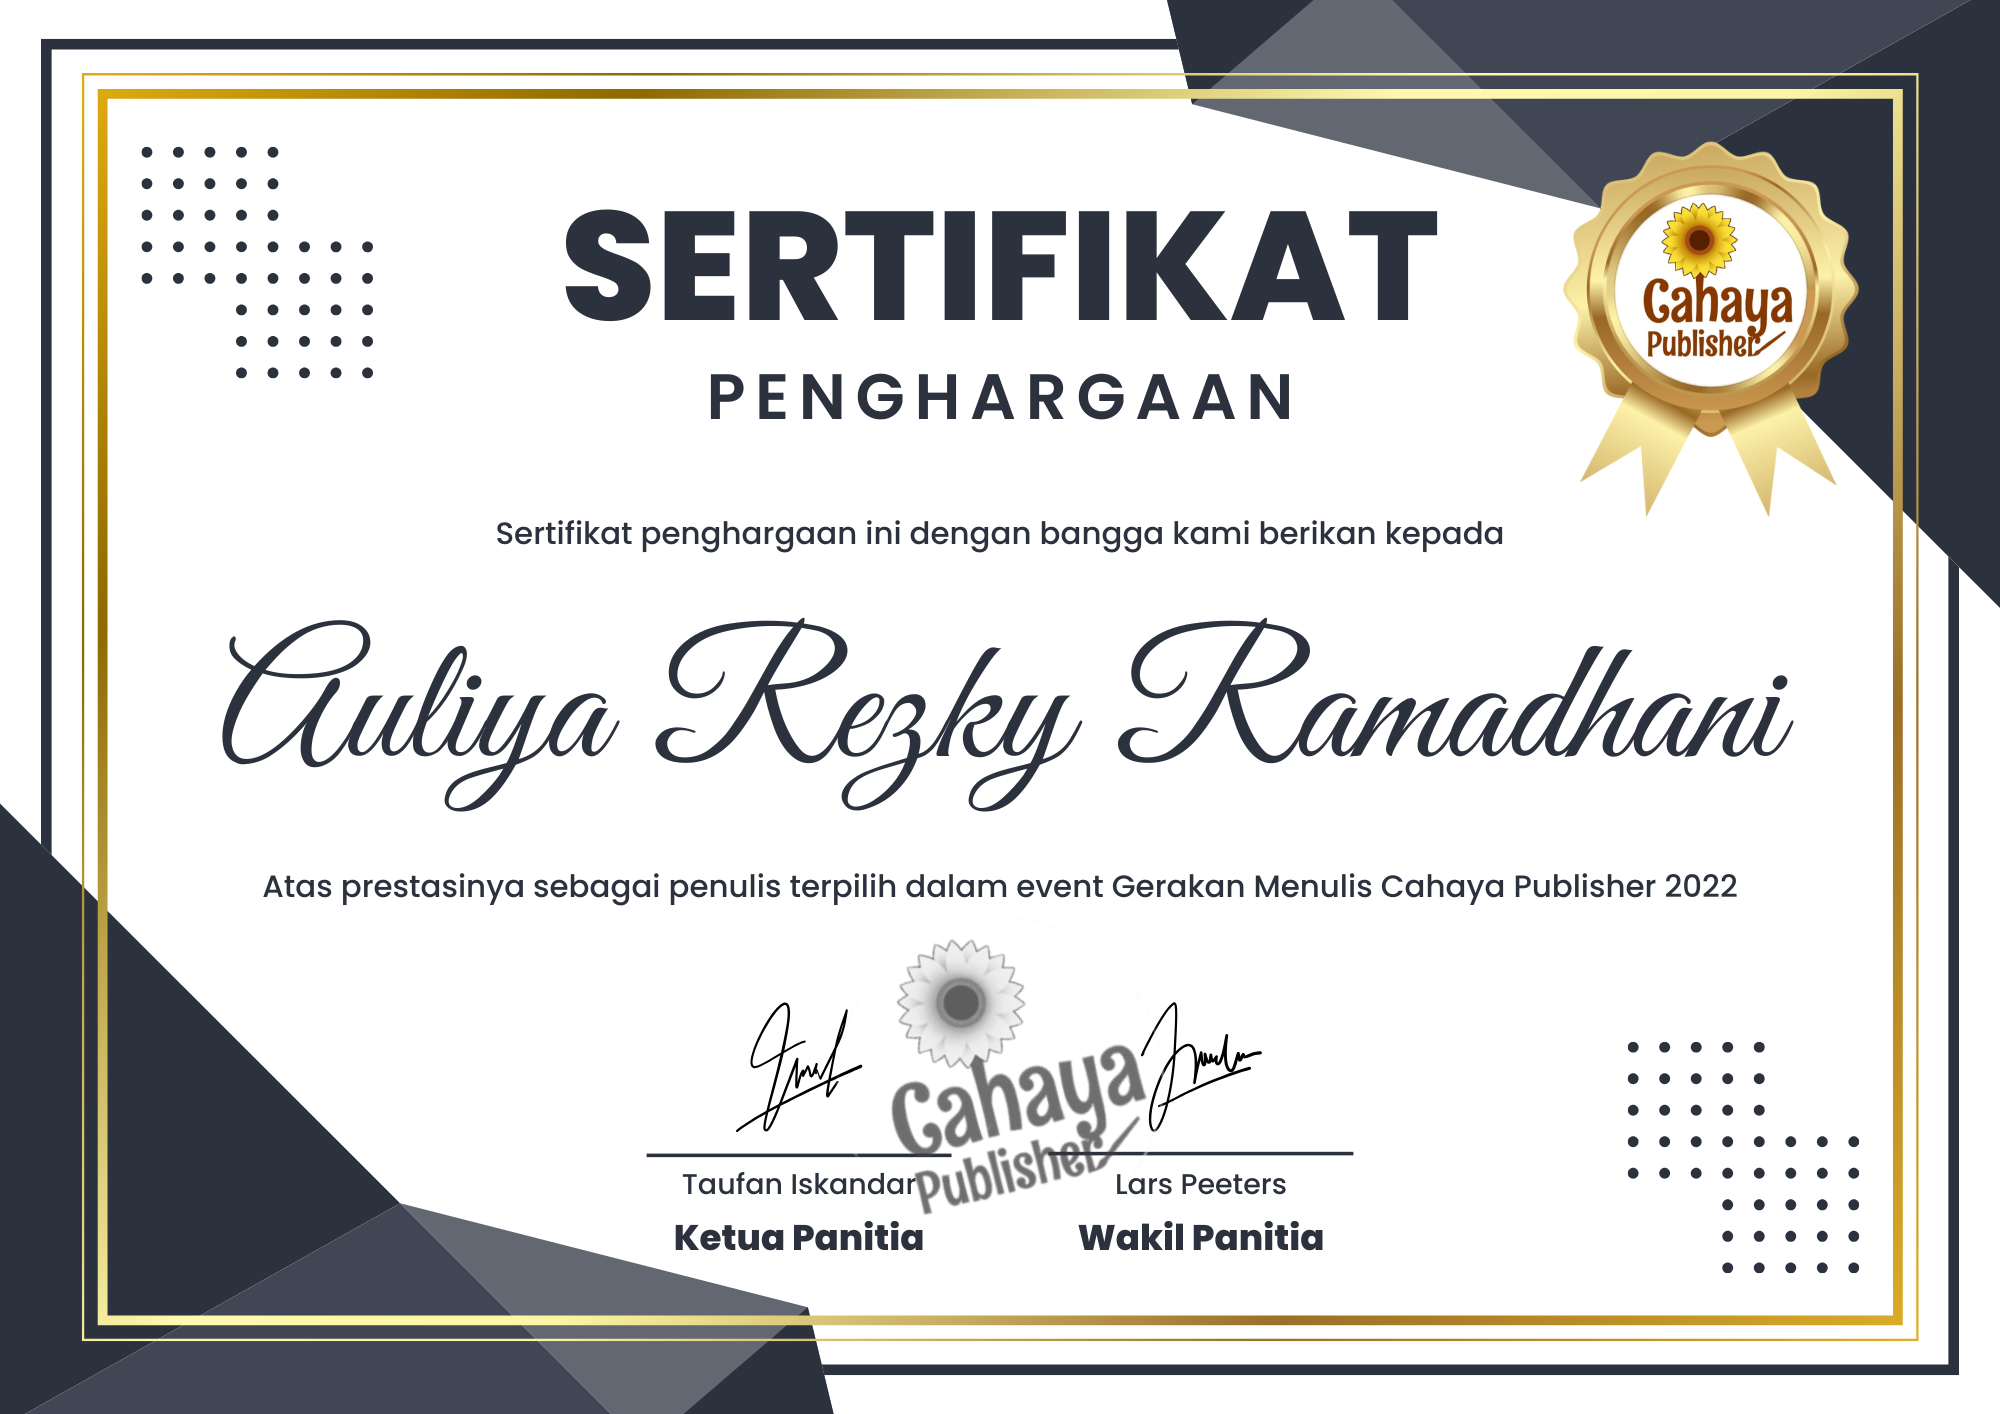 SERTIFIKAT
PENGHARGAAN
Cahaya
Publisher
Sertifikat penghargaan ini dengan bangga kami berikan kepada
Auliya Rezky Ramadhani
Atas prestasinya sebagai penulis terpilih dalam event Gerakan Menulis Cahaya Publisher 2022
Cahaya
Publisher
Taufan Iskandar
Ketua Panitia
Lars Peeters
Wakil Panitia